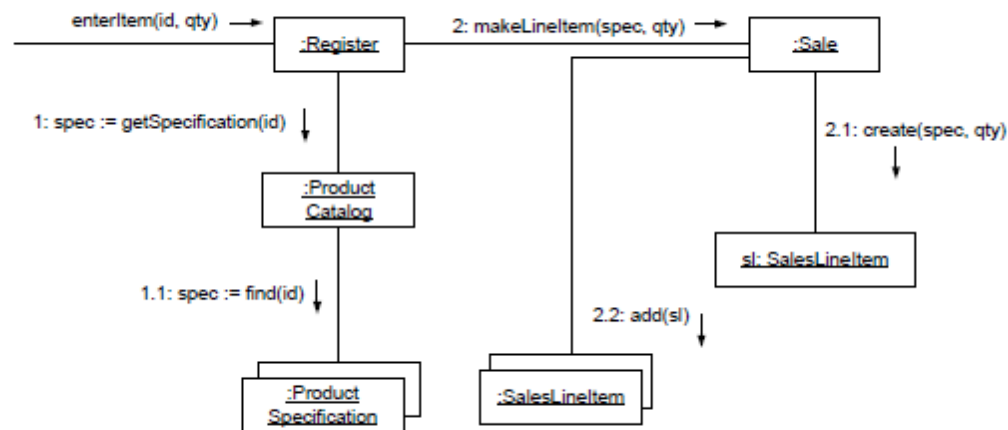 enterItem(id, qty)
:Register
2: makeLineItem(spec, qty)
:Sale
1: spec := getSpecification(id)
2.1: create(spec, qty)
:Product
Catalog
sl: SalesLineItem
1.1: spec := find(id)
2.2: add(sl)
:Product
Specification
:SalesLineItem